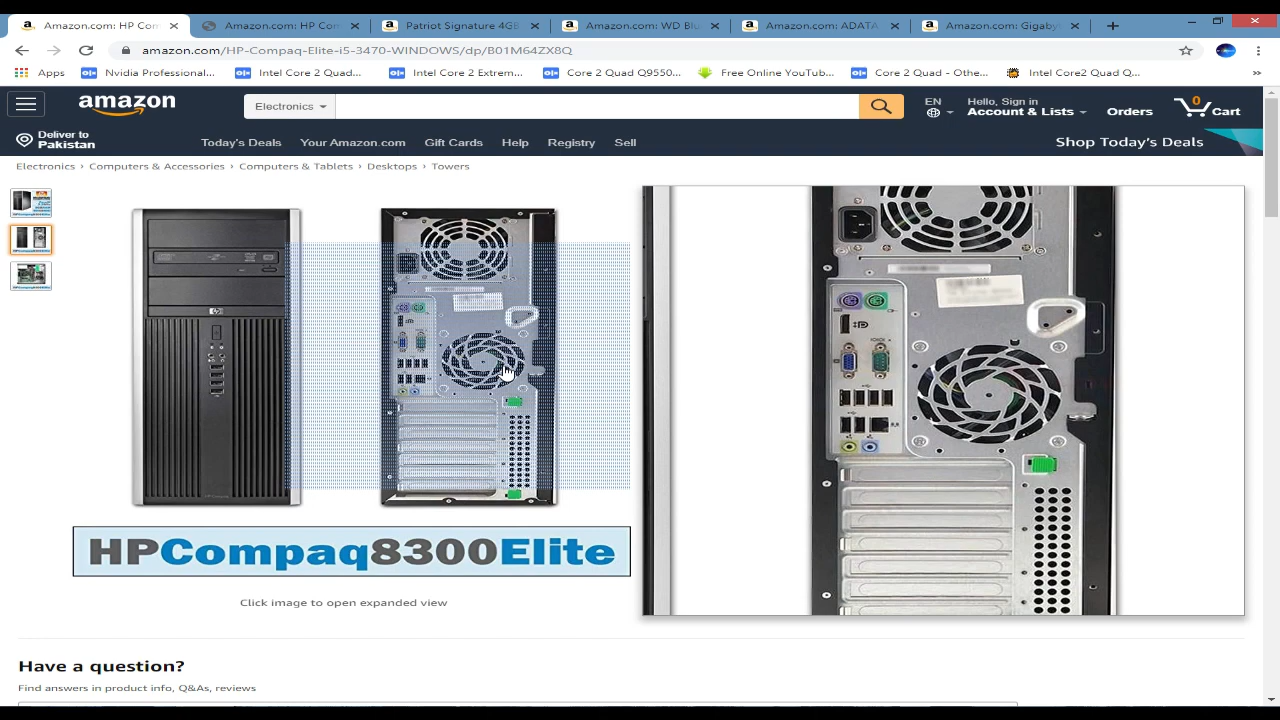 Amazon.com: HP Com
Amazon.com: HP Com
Patriot Signature 4GB
Amazon.com: WD Blu
Amazon.com: ADATA
Amazon.com: Gigaby
amazon.com/HP-Compaq-Elite-i5-3470-WINDOWS/dp/B01M64ZX8Q
Apps
Nvidia Professional...
Intel Core 2 Quad...
Intel Core 2 Extrem...
Core 2 Quad Q9550...
Free Online YouTub...
Core 2 Quad - Othe...
Intel Core2 Quad Q...
amazon
Electronics
EN
Hello, Sign in
Account & Lists
Orders
0
Cart
Deliver to
Pakistan
Today's Deals
Your Amazon.com
Gift Cards
Help
Registry
Sell
Shop Today's Deals
Electronics › Computers & Accessories › Computers & Tablets › Desktops › Towers
HPCompaq8300Elite
Click image to open expanded view
Have a question?
Find answers in product info, Q&As, reviews